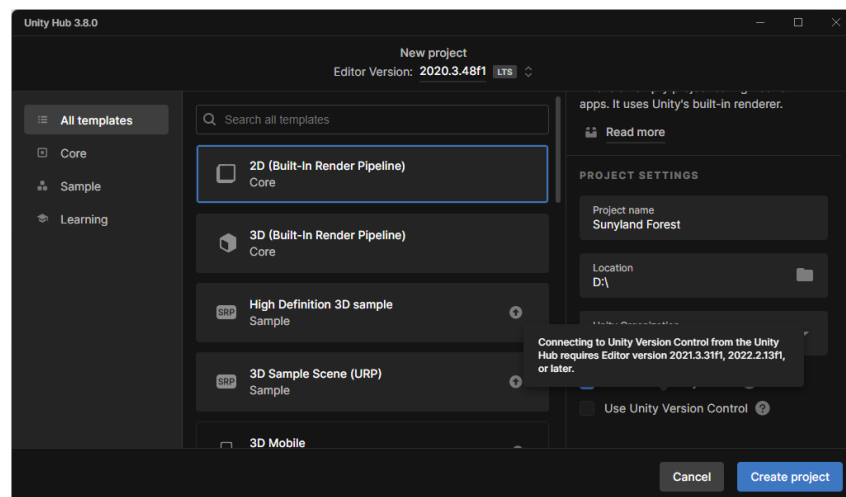 Unity Hub 3.8.0
New project
Editor Version: 2020.3.48f1 LTS
All templates
Core
Sample
Learning
Search all templates
2D (Built-In Render Pipeline)
Core
3D (Built-In Render Pipeline)
Core
SRP
High Definition 3D sample
Sample
SRP
3D Sample Scene (URP)
Sample
3D Mobile
apps. It uses Unity's built-in renderer.
Read more
PROJECT SETTINGS
Project name
Sunyland Forest
Location
D:\
Connecting to Unity Version Control from the Unity
Hub requires Editor version 2021.3.31f1, 2022.2.13f1,
or later.
Use Unity Version Control ?
Cancel
Create project